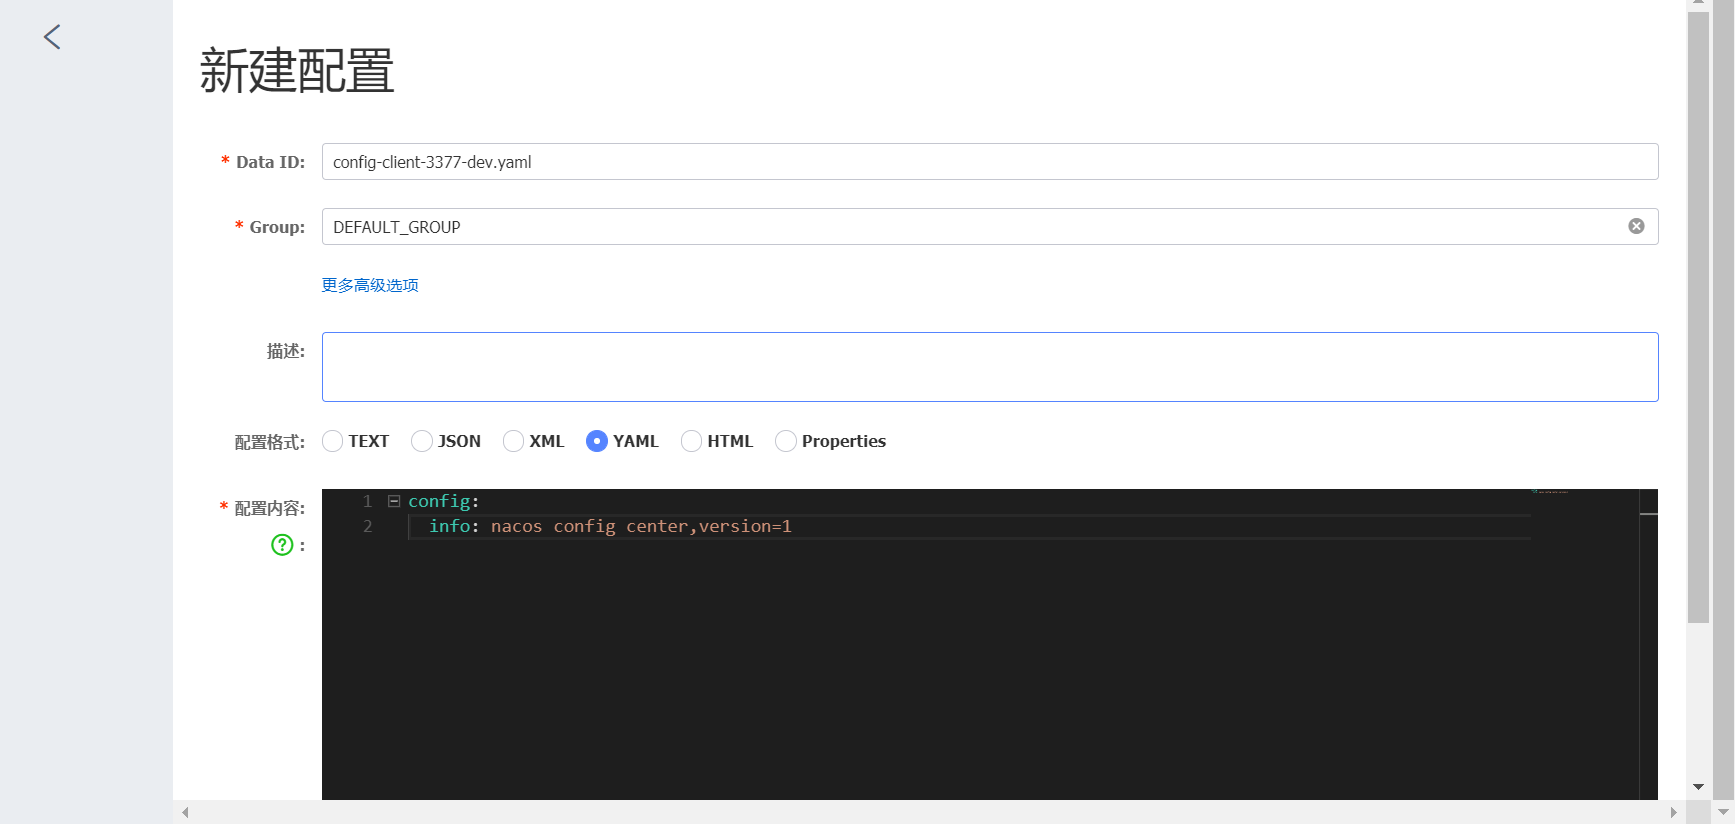 新建配置
* Data ID: config-client-3377-dev.yaml
* Group: DEFAULT_GROUP
更多高级选项
描述:
配置格式: TEXT JSON XML YAML HTML Properties
* 配置内容:
? :
1 config:
2 info: nacos config center,version=1